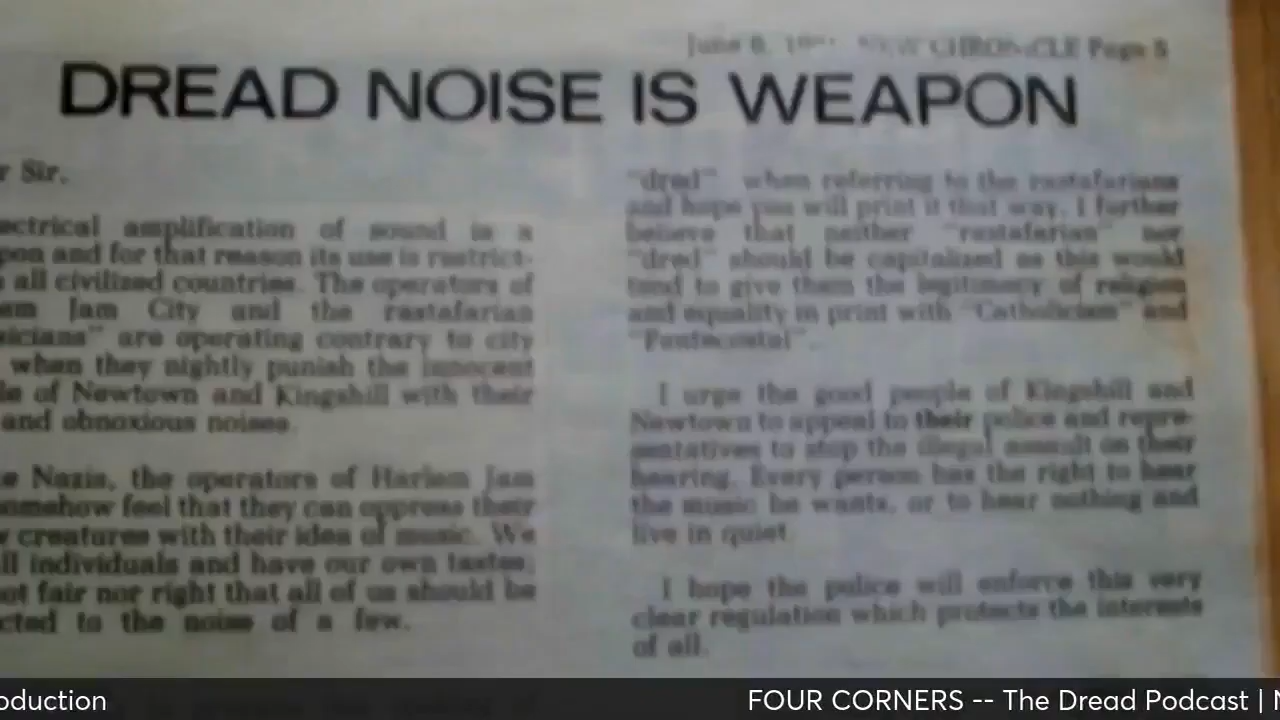 June 8, NEW CHRONICLE Page 5
DREAD NOISE IS WEAPON
r Sir.
ectrical amplification of sound is a
pon and for that reason its use is restrict-
all civilized countries. The operators of
em Jam City and the rastafarian
sicians" are operating contrary to city
when they nightly punish the innocent
le of Newtown and Kingshill with their
and obnoxious noises.
e Nazis, the operators of Harlem Jam
omehow feel that they can oppress their
w creatures with their idea of music. We
ll individuals and have our own tastes;
ot fair nor right that all of us should be
cted to the noise of a few.
"dred" when referring to the rastafarians
and hope you will print it that way. I further
believe that neither "rastafarian" nor
"dred" should be capitalized as this would
tend to give them the legitimacy of religion
and equality in print with "Catholicism" and
"Pentecostal".
I urge the good people of Kingshill and
Newtown to appeal to their police and repre-
sentatives to stop the illegal assault on their
hearing. Every person has the right to hear
the music he wants, or to hear nothing and
live in quiet.
I hope the police will enforce this very
clear regulation which protects the interests
of all.
oduction
FOUR CORNERS -- The Dread Podcast | N